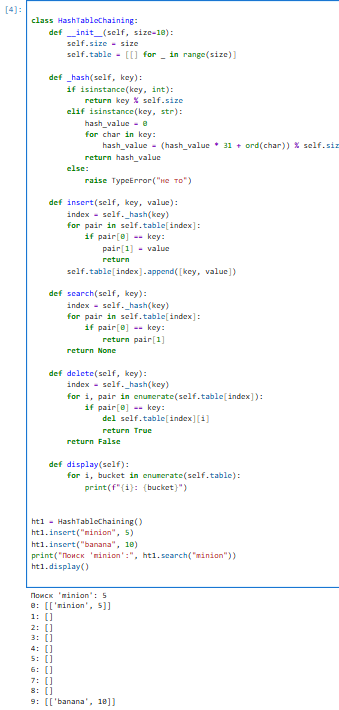 [4]:
class HashTableChaining:
    def __init__(self, size=10):
        self.size = size
        self.table = [[] for _ in range(size)]

    def _hash(self, key):
        if isinstance(key, int):
            return key % self.size
        elif isinstance(key, str):
            hash_value = 0
            for char in key:
                hash_value = (hash_value * 31 + ord(char)) % self.siz
            return hash_value
        else:
            raise TypeError("не то")

    def insert(self, key, value):
        index = self._hash(key)
        for pair in self.table[index]:
            if pair[0] == key:
                pair[1] = value
                return
        self.table[index].append([key, value])

    def search(self, key):
        index = self._hash(key)
        for pair in self.table[index]:
            if pair[0] == key:
                return pair[1]
        return None

    def delete(self, key):
        index = self._hash(key)
        for i, pair in enumerate(self.table[index]):
            if pair[0] == key:
                del self.table[index][i]
                return True
        return False

    def display(self):
        for i, bucket in enumerate(self.table):
            print(f"{i}: {bucket}")

ht1 = HashTableChaining()
ht1.insert("minion", 5)
ht1.insert("banana", 10)
print("Поиск 'minion':", ht1.search("minion"))
ht1.display()

Поиск 'minion': 5
0: [['minion', 5]]
1: []
2: []
3: []
4: []
5: []
6: []
7: []
8: []
9: [['banana', 10]]